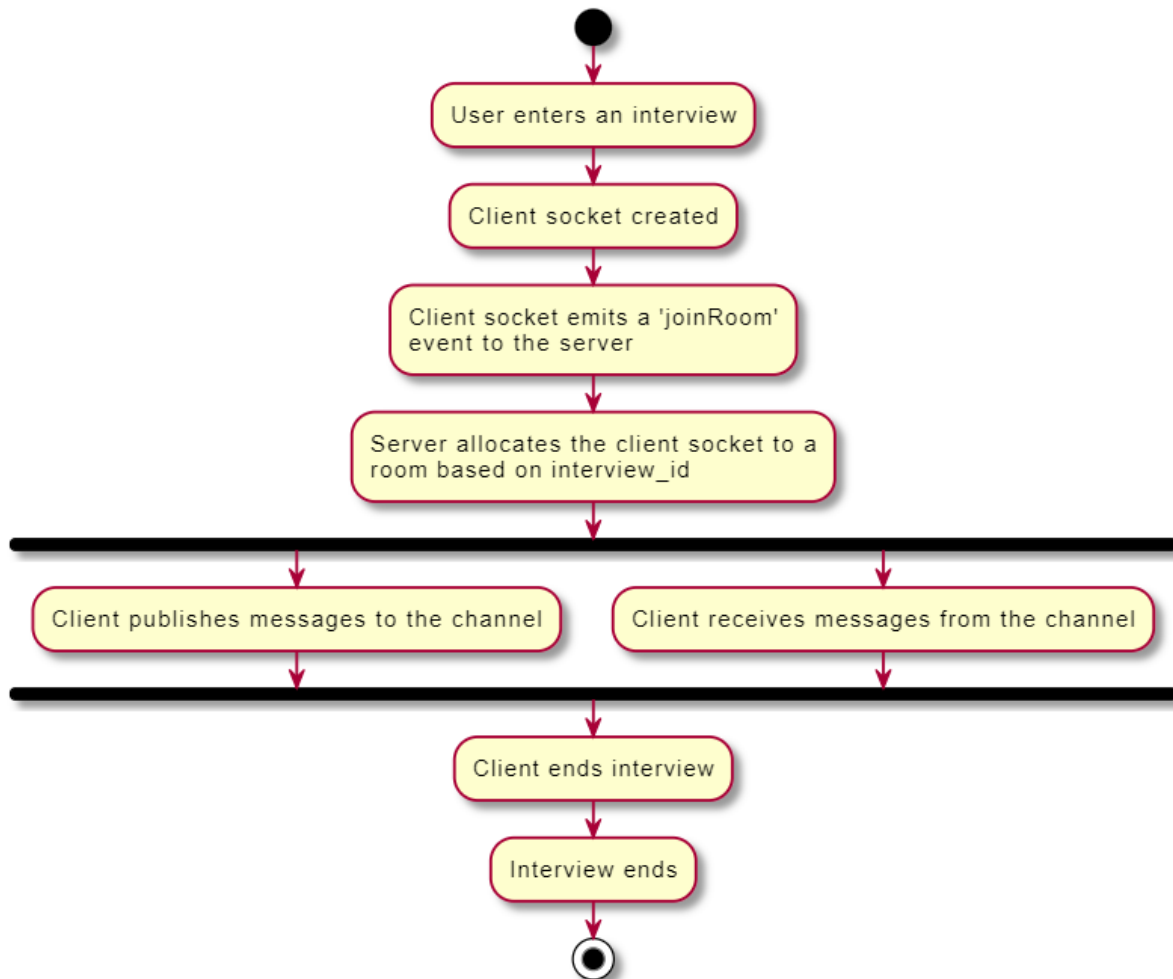 User enters an interview
Client socket created
Client socket emits a 'joinRoom'
event to the server
Server allocates the client socket to a
room based on interview_id
Client publishes messages to the channel
Client receives messages from the channel
Client ends interview
Interview ends